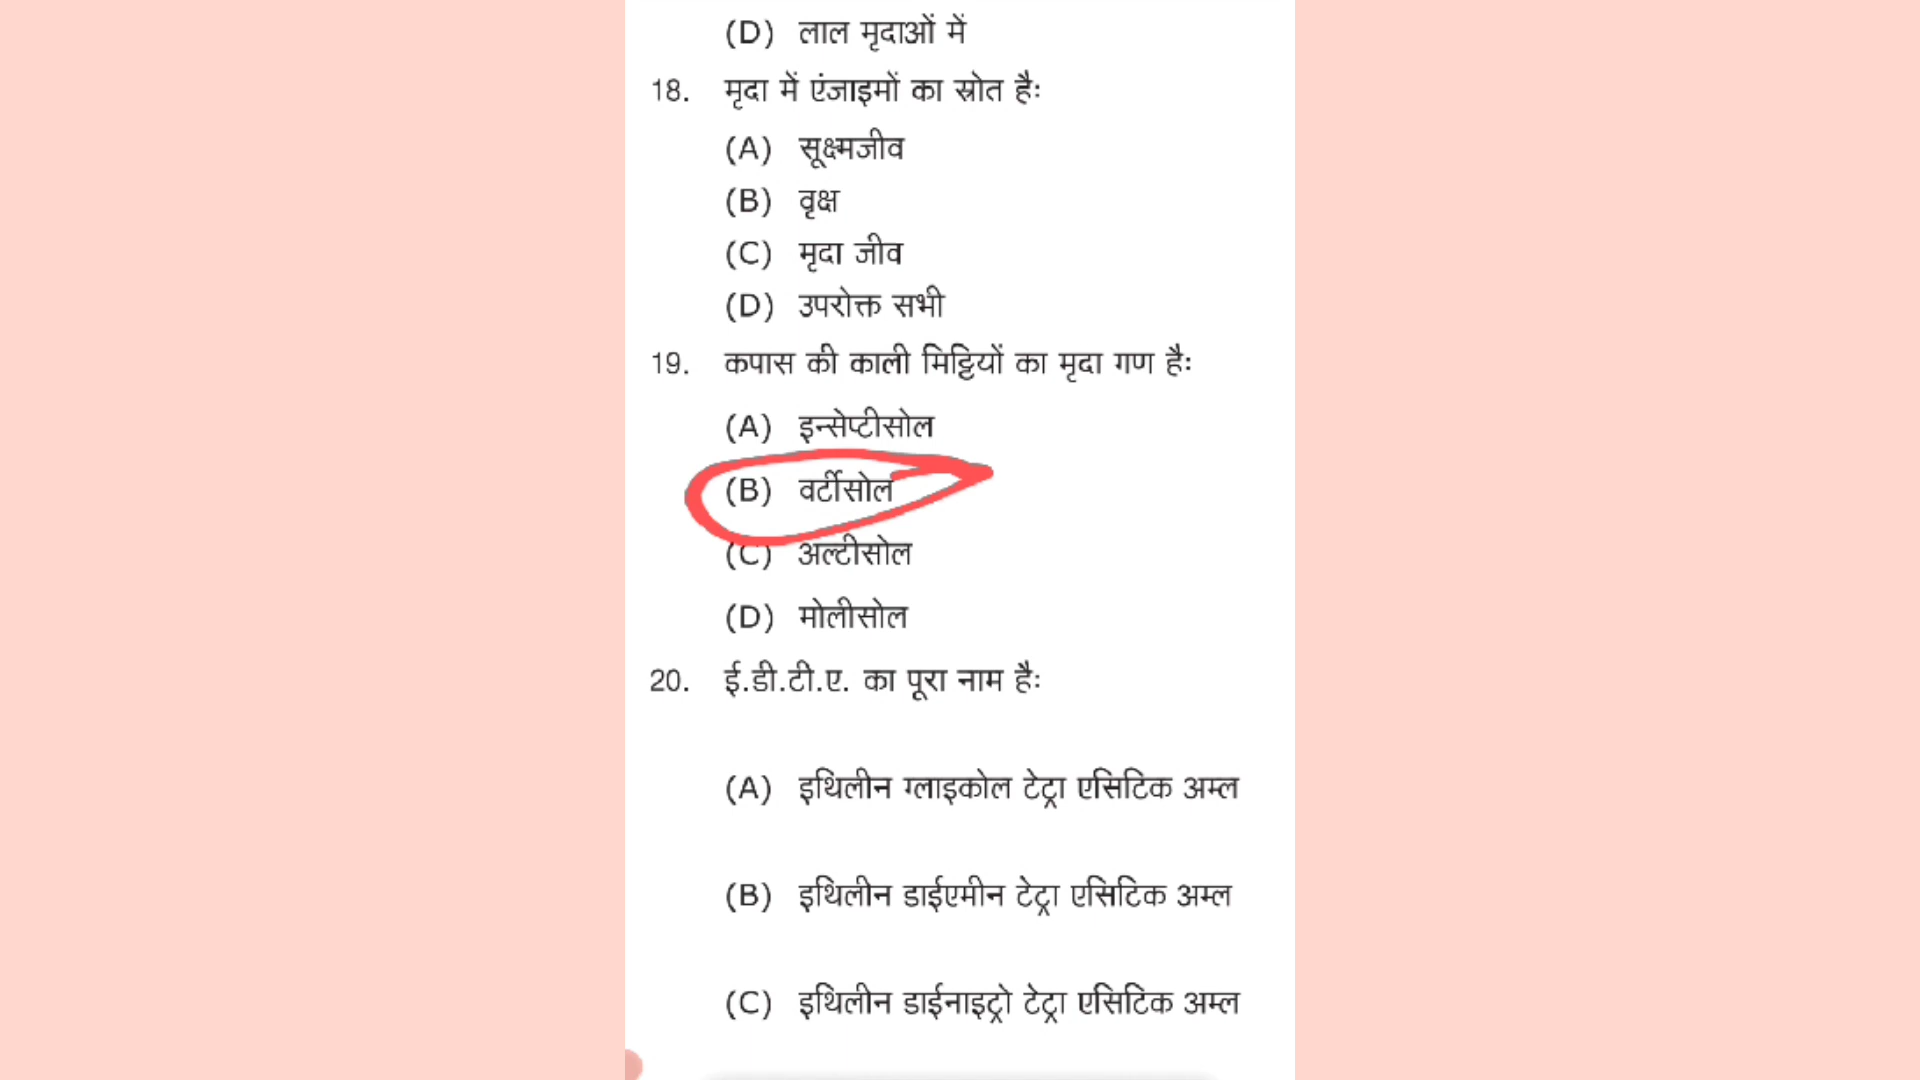 (D) लाल मृदाओं में
18. मृदा में एंजाइमों का स्रोत हैः
(A) सूक्ष्मजीव
(B) वृक्ष
(C) मृदा जीव
(D) उपरोक्त सभी
19. कपास की काली मिट्टियों का मृदा गण हैः
(A) इन्सेप्टीसोल
(B) वर्टीसोल
(C) अल्टीसोल
(D) मोलीसोल
20. ई.डी.टी.ए. का पूरा नाम हैः
(A) इथिलीन ग्लाइकोल टेट्रा एसिटिक अम्ल
(B) इथिलीन डाईएमीन टेट्रा एसिटिक अम्ल
(C) इथिलीन डाईनाइट्रो टेट्रा एसिटिक अम्ल